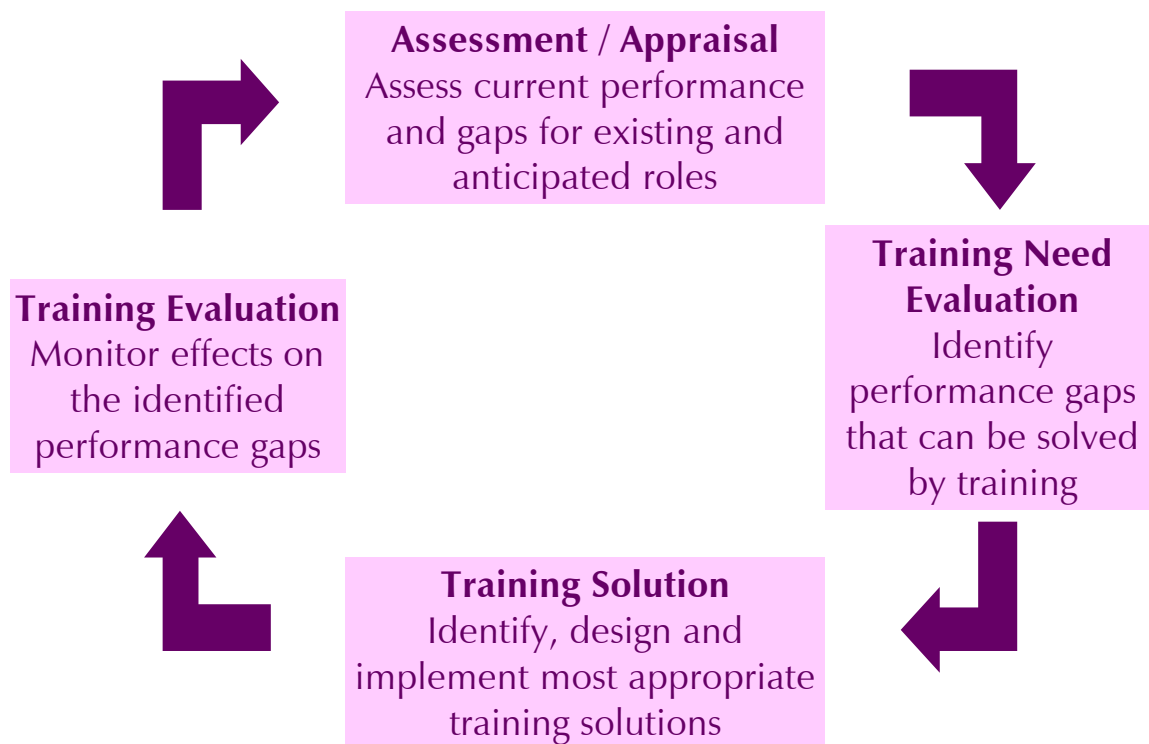 Assessment / Appraisal
Assess current performance
and gaps for existing and
anticipated roles
Training Need
Evaluation
Identify
performance gaps
that can be solved
by training
Training Solution
Identify, design and
implement most appropriate
training solutions
Training Evaluation
Monitor effects on
the identified
performance gaps